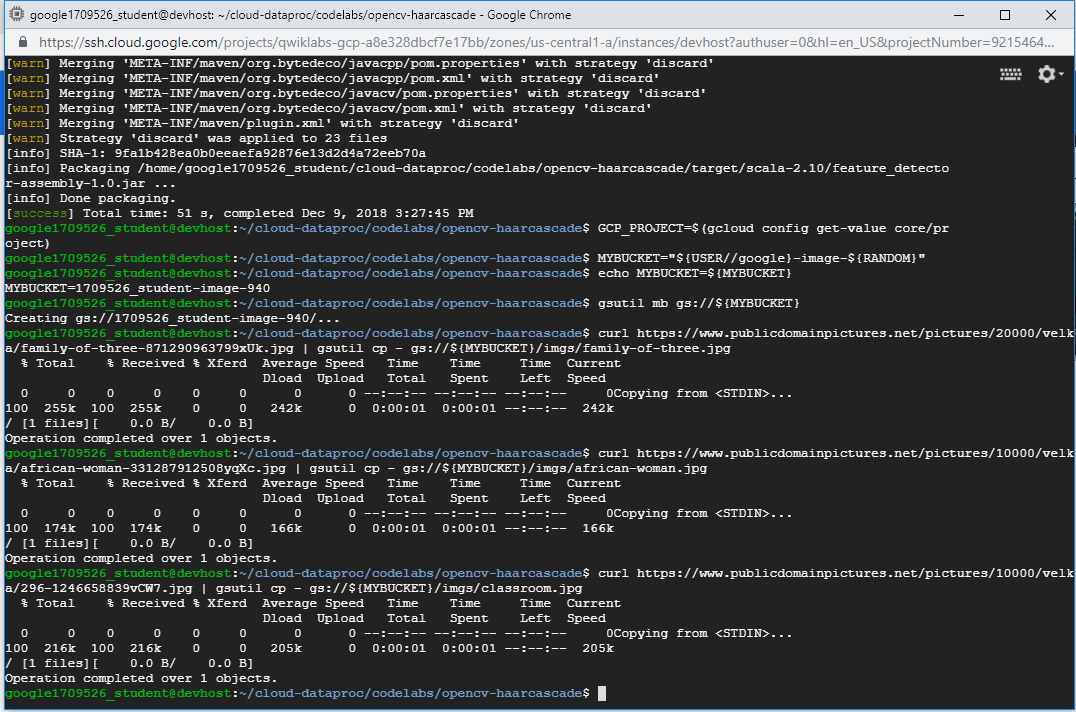 google1709526_student@devhost: ~/cloud-dataproc/codelabs/opencv-haarcascade - Google Chrome
https://ssh.cloud.google.com/projects/qwiklabs-gcp-a8e328dbcf7e17bb/zones/us-central1-a/instances/devhost?authuser=0&hl=en_US&projectNumber=9215464...
[warn] Merging 'META-INF/maven/org.bytedeco/javacpp/pom.properties' with strategy 'discard'
[warn] Merging 'META-INF/maven/org.bytedeco/javacpp/pom.xml' with strategy 'discard'
[warn] Merging 'META-INF/maven/org.bytedeco/javacv/pom.properties' with strategy 'discard'
[warn] Merging 'META-INF/maven/org.bytedeco/javacv/pom.xml' with strategy 'discard'
[warn] Merging 'META-INF/maven/plugin.xml' with strategy 'discard'
[warn] Strategy 'discard' was applied to 23 files
[info] SHA-1: 9fa1b428ea0b0eeaefa92876e13d2d4a72eeb70a
[info] Packaging /home/google1709526_student/cloud-dataproc/codelabs/opencv-haarcascade/target/scala-2.10/feature_detecto
r-assembly-1.0.jar ...
[info] Done packaging.
[success] Total time: 51 s, completed Dec 9, 2018 3:27:45 PM
google1709526_student@devhost:~/cloud-dataproc/codelabs/opencv-haarcascade$ GCP_PROJECT=$(gcloud config get-value core/pr
oject)
google1709526_student@devhost:~/cloud-dataproc/codelabs/opencv-haarcascade$ MYBUCKET="${USER//google}-image-${RANDOM}"
google1709526_student@devhost:~/cloud-dataproc/codelabs/opencv-haarcascade$ echo MYBUCKET=${MYBUCKET}
MYBUCKET=1709526_student-image-940
google1709526_student@devhost:~/cloud-dataproc/codelabs/opencv-haarcascade$ gsutil mb gs://${MYBUCKET}
Creating gs://1709526_student-image-940/...
google1709526_student@devhost:~/cloud-dataproc/codelabs/opencv-haarcascade$ curl https://www.publicdomainpictures.net/pictures/20000/velk
a/family-of-three-871290963799xUk.jpg | gsutil cp - gs://${MYBUCKET}/imgs/family-of-three.jpg
% Total % Received % Xferd Average Speed Time Time Time Current
Dload Upload Total Spent Left Speed
0 0 0 0 0 0 0 0 --:--:-- --:--:-- --:--:-- 0Copying from <STDIN>...
100 255k 100 255k 0 0 242k 0 0:00:01 0:00:01 --:--:-- 242k
/ [1 files][ 0.0 B/ 0.0 B]
Operation completed over 1 objects.
google1709526_student@devhost:~/cloud-dataproc/codelabs/opencv-haarcascade$ curl https://www.publicdomainpictures.net/pictures/10000/velk
a/african-woman-331287912508yqXc.jpg | gsutil cp - gs://${MYBUCKET}/imgs/african-woman.jpg
% Total % Received % Xferd Average Speed Time Time Time Current
Dload Upload Total Spent Left Speed
0 0 0 0 0 0 0 0 --:--:-- --:--:-- --:--:-- 0Copying from <STDIN>...
100 174k 100 174k 0 0 166k 0 0:00:01 0:00:01 --:--:-- 166k
/ [1 files][ 0.0 B/ 0.0 B]
Operation completed over 1 objects.
google1709526_student@devhost:~/cloud-dataproc/codelabs/opencv-haarcascade$ curl https://www.publicdomainpictures.net/pictures/10000/velk
a/296-1246658839vCW7.jpg | gsutil cp - gs://${MYBUCKET}/imgs/classroom.jpg
% Total % Received % Xferd Average Speed Time Time Time Current
Dload Upload Total Spent Left Speed
0 0 0 0 0 0 0 0 --:--:-- --:--:-- --:--:-- 0Copying from <STDIN>...
100 216k 100 216k 0 0 205k 0 0:00:01 0:00:01 --:--:-- 205k
/ [1 files][ 0.0 B/ 0.0 B]
Operation completed over 1 objects.
google1709526_student@devhost:~/cloud-dataproc/codelabs/opencv-haarcascade$